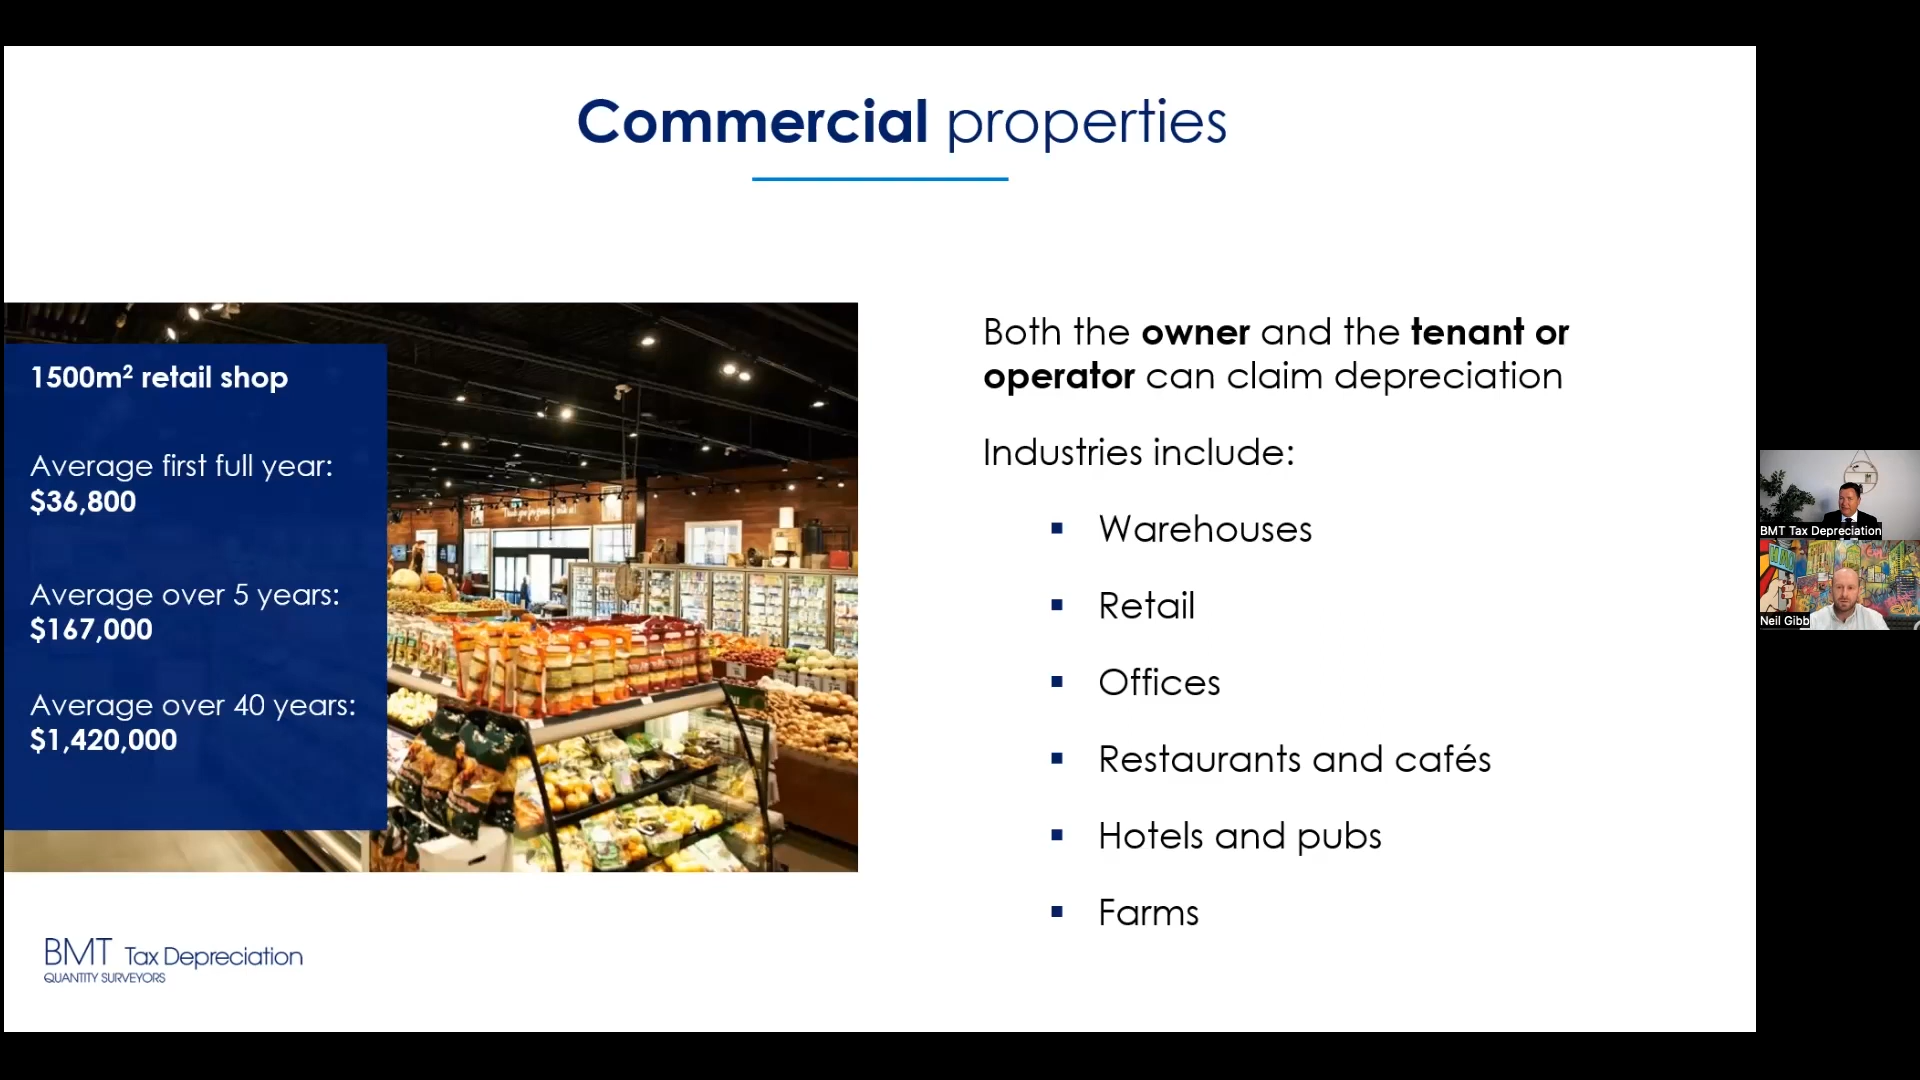 Commercial properties
1500m² retail shop
Average first full year:
$36,800
Average over 5 years:
$167,000
Average over 40 years:
$1,420,000
Both the owner and the tenant or
operator can claim depreciation
Industries include:
▪ Warehouses
▪ Retail
▪ Offices
▪ Restaurants and cafés
▪ Hotels and pubs
▪ Farms
BMT Tax Depreciation
QUANTITY SURVEYORS
BMT Tax Depreciation
Neil Gibb